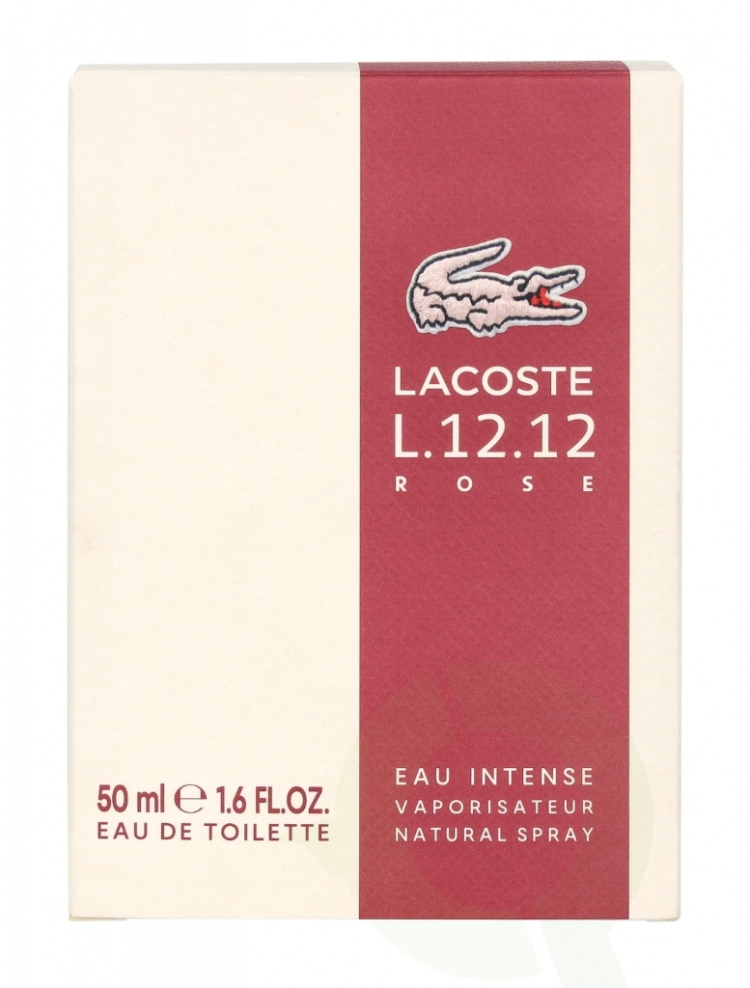 LACOSTE
L.12.12
ROSE
EAU INTENSE
VAPORISATEUR
NATURAL SPRAY
50 ml ℮ 1.6 FL.OZ.
EAU DE TOILETTE